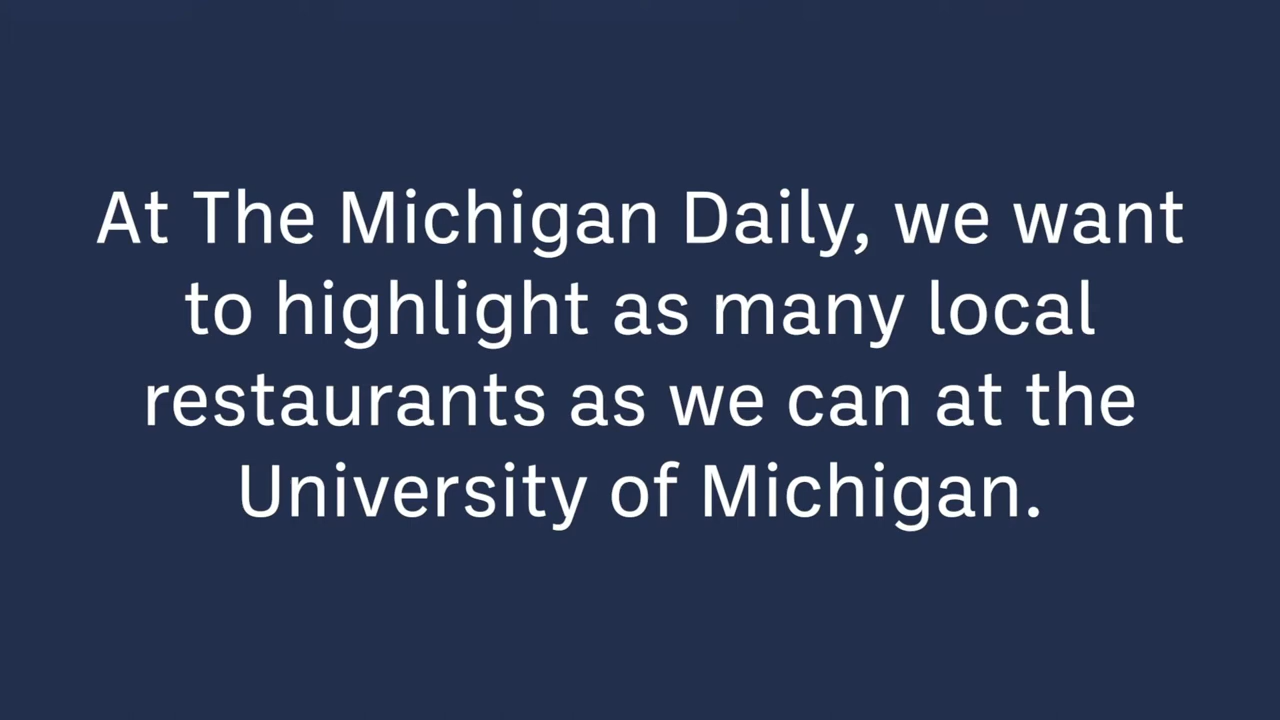 At The Michigan Daily, we want
to highlight as many local
restaurants as we can at the
University of Michigan.